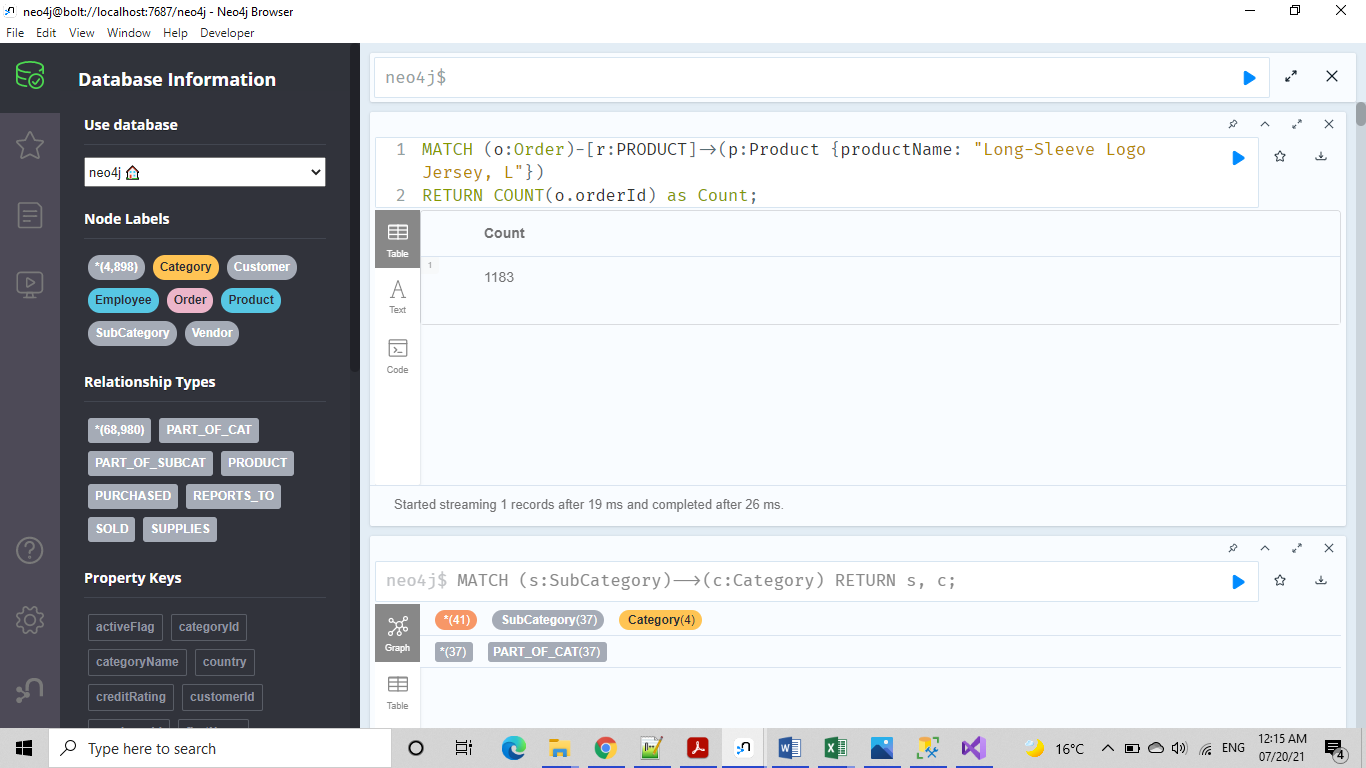 neo4j@bolt://localhost:7687/neo4j - Neo4j Browser
File Edit View Window Help Developer
Database Information
Use database
neo4j
Node Labels
*(4,898) Category Customer
Employee Order Product
SubCategory Vendor
Relationship Types
*(68,980) PART_OF_CAT
PART_OF_SUBCAT PRODUCT
PURCHASED REPORTS_TO
SOLD SUPPLIES
Property Keys
activeFlag categoryId
categoryName country
creditRating customerId
neo4j$
1 MATCH (o:Order)-[r:PRODUCT]->(p:Product {productName: "Long-Sleeve Logo
Jersey, L"})
2 RETURN COUNT(o.orderId) as Count;
Table
Text
Code
Count
1
1183
Started streaming 1 records after 19 ms and completed after 26 ms.
neo4j$ MATCH (s:SubCategory)-->(c:Category) RETURN s, c;
Graph
Table
*(41) SubCategory(37) Category(4)
*(37) PART_OF_CAT(37)
Type here to search
16°C ENG
12:15 AM
07/20/21
4